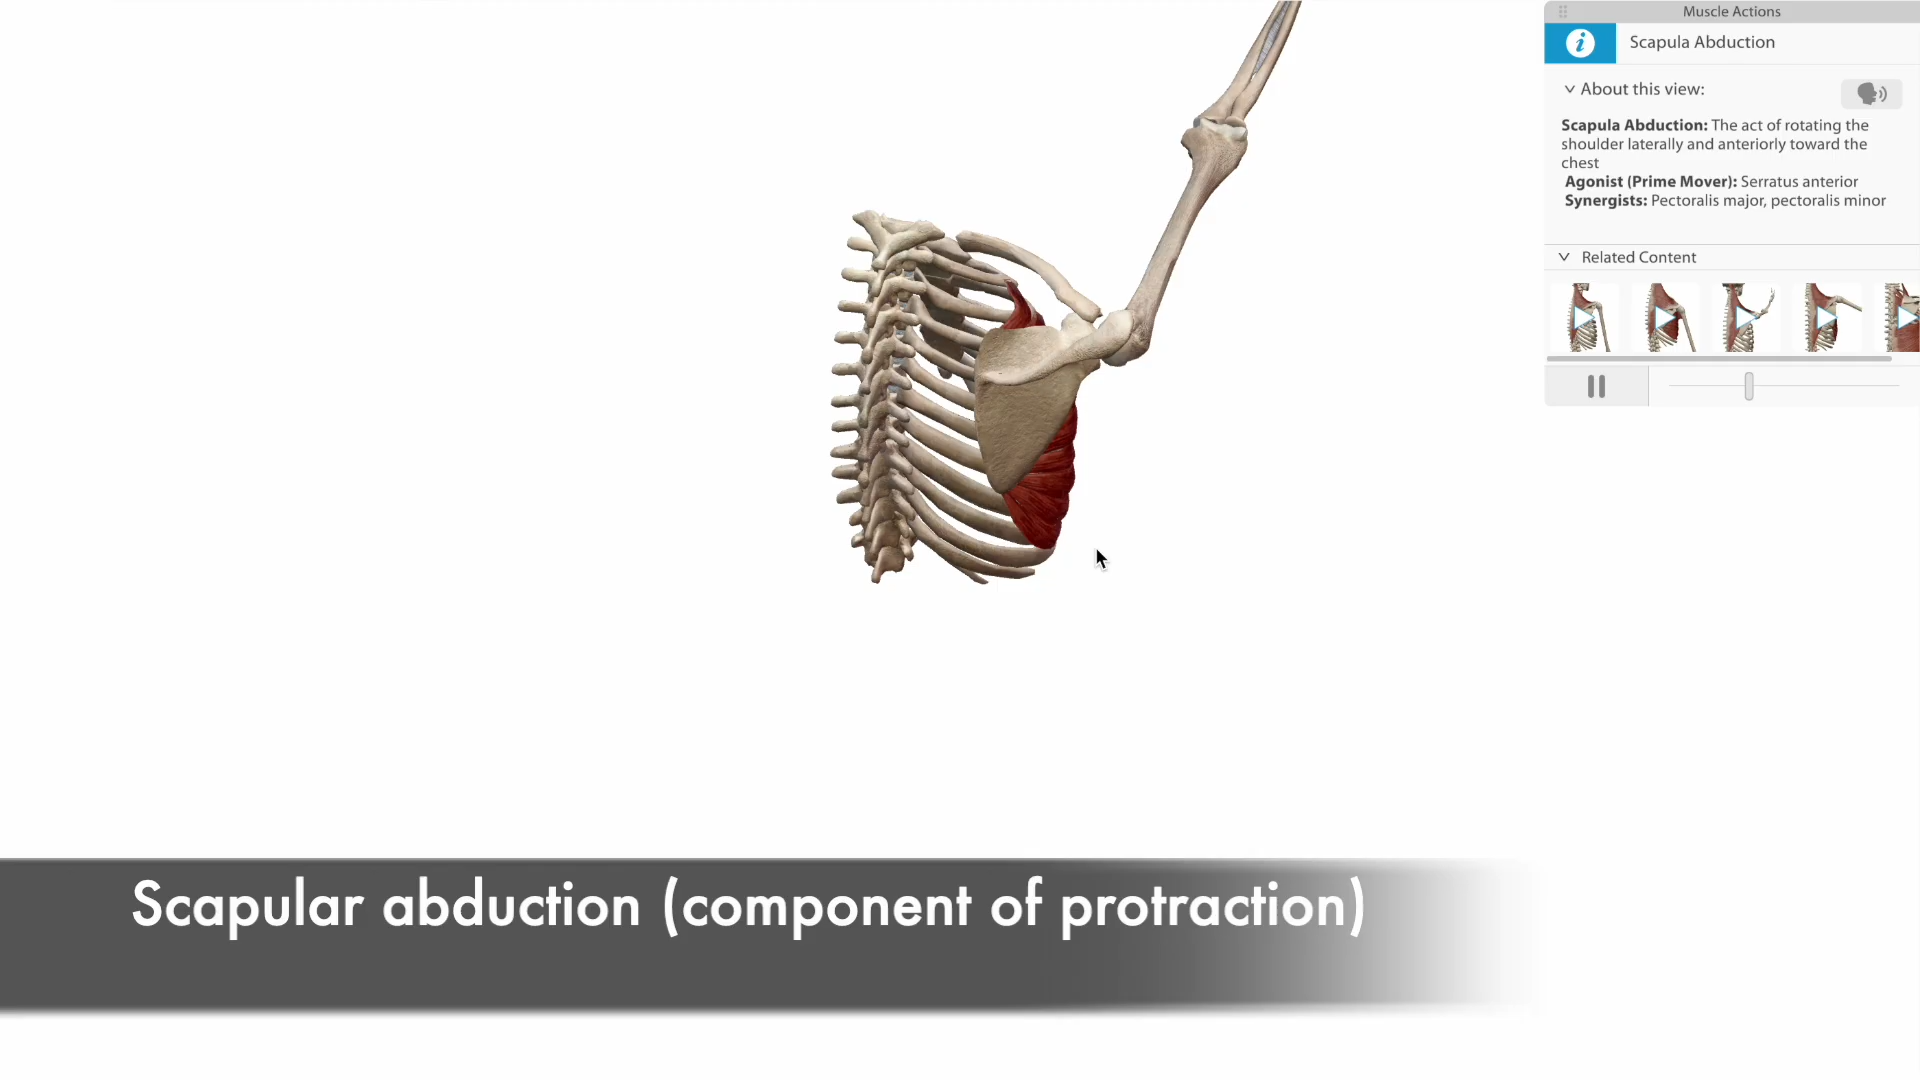 Muscle Actions
Scapula Abduction
About this view:
Scapula Abduction: The act of rotating the
shoulder laterally and anteriorly toward the
chest
Agonist (Prime Mover): Serratus anterior
Synergists: Pectoralis major, pectoralis minor
Related Content
Scapular abduction (component of protraction)